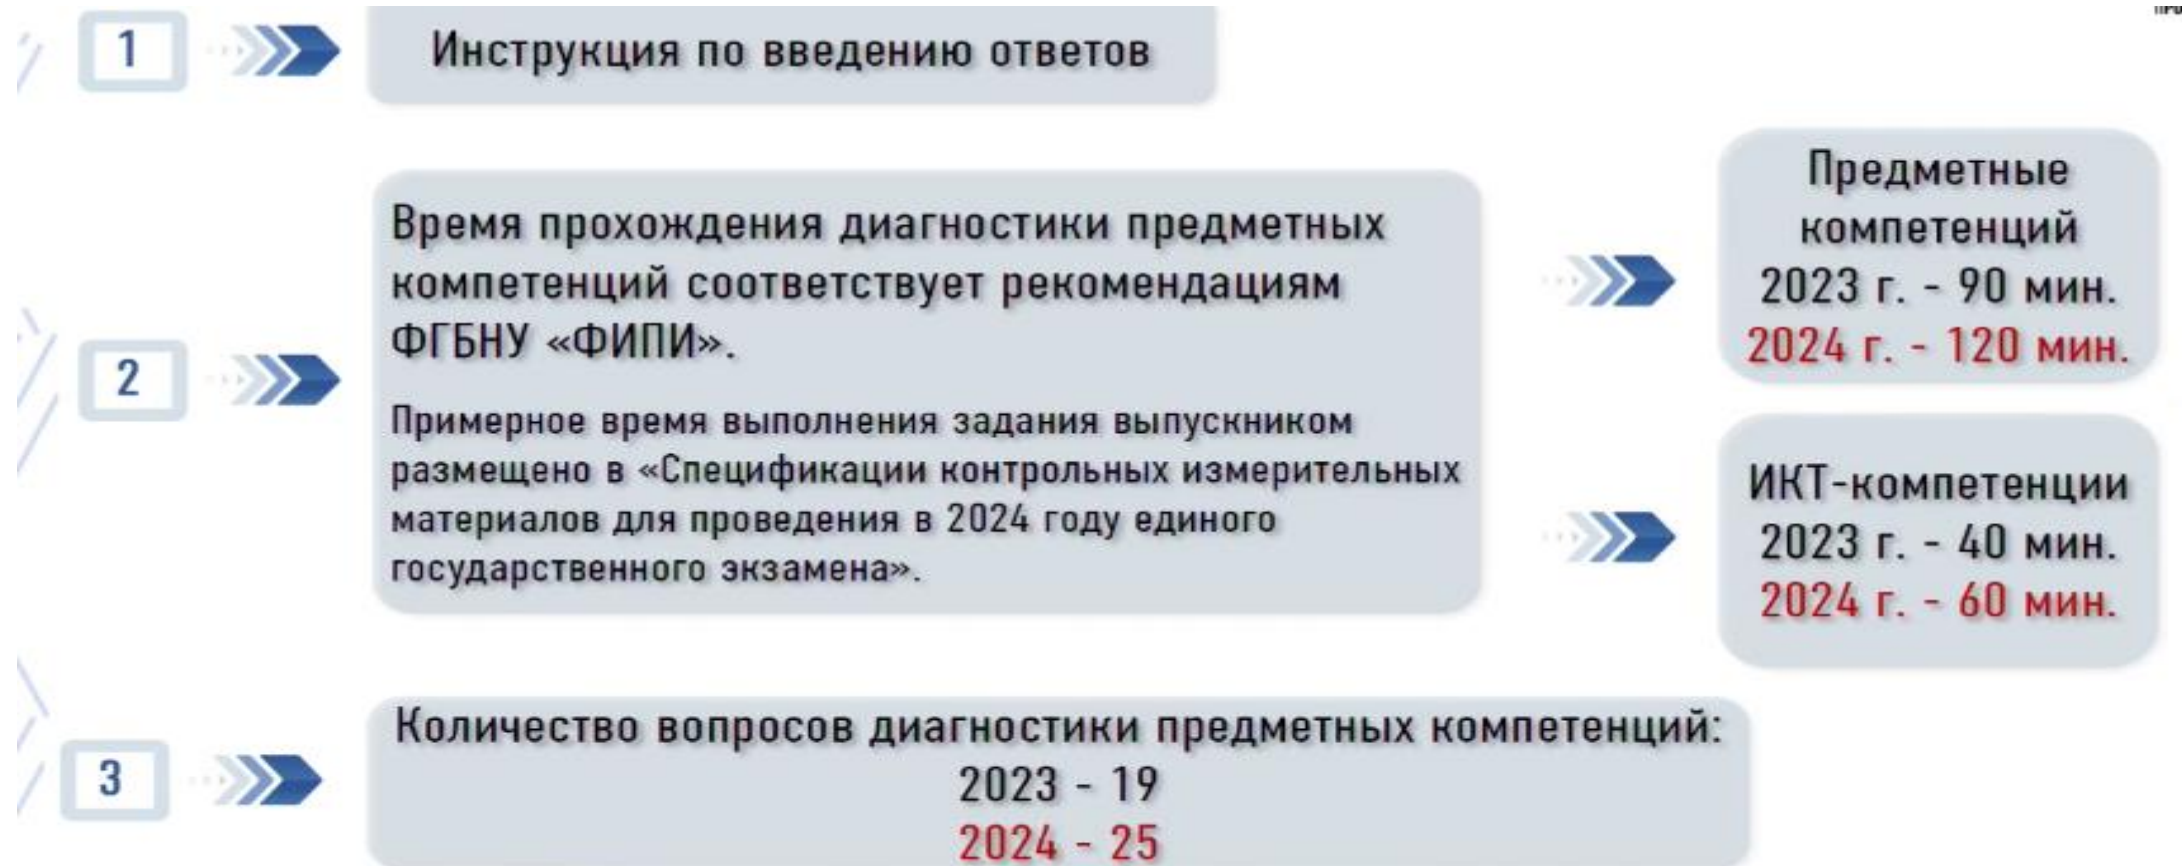 1
Инструкция по введению ответов
2
Время прохождения диагностики предметных
компетенций соответствует рекомендациям
ФГБНУ «ФИПИ».
Примерное время выполнения задания выпускником
размещено в «Спецификации контрольных измерительных
материалов для проведения в 2024 году единого
государственного экзамена».
Предметные
компетенций
2023 г. - 90 мин.
2024 г. - 120 мин.
ИКТ-компетенции
2023 г. - 40 мин.
2024 г. - 60 мин.
3
Количество вопросов диагностики предметных компетенций:
2023 - 19
2024 - 25